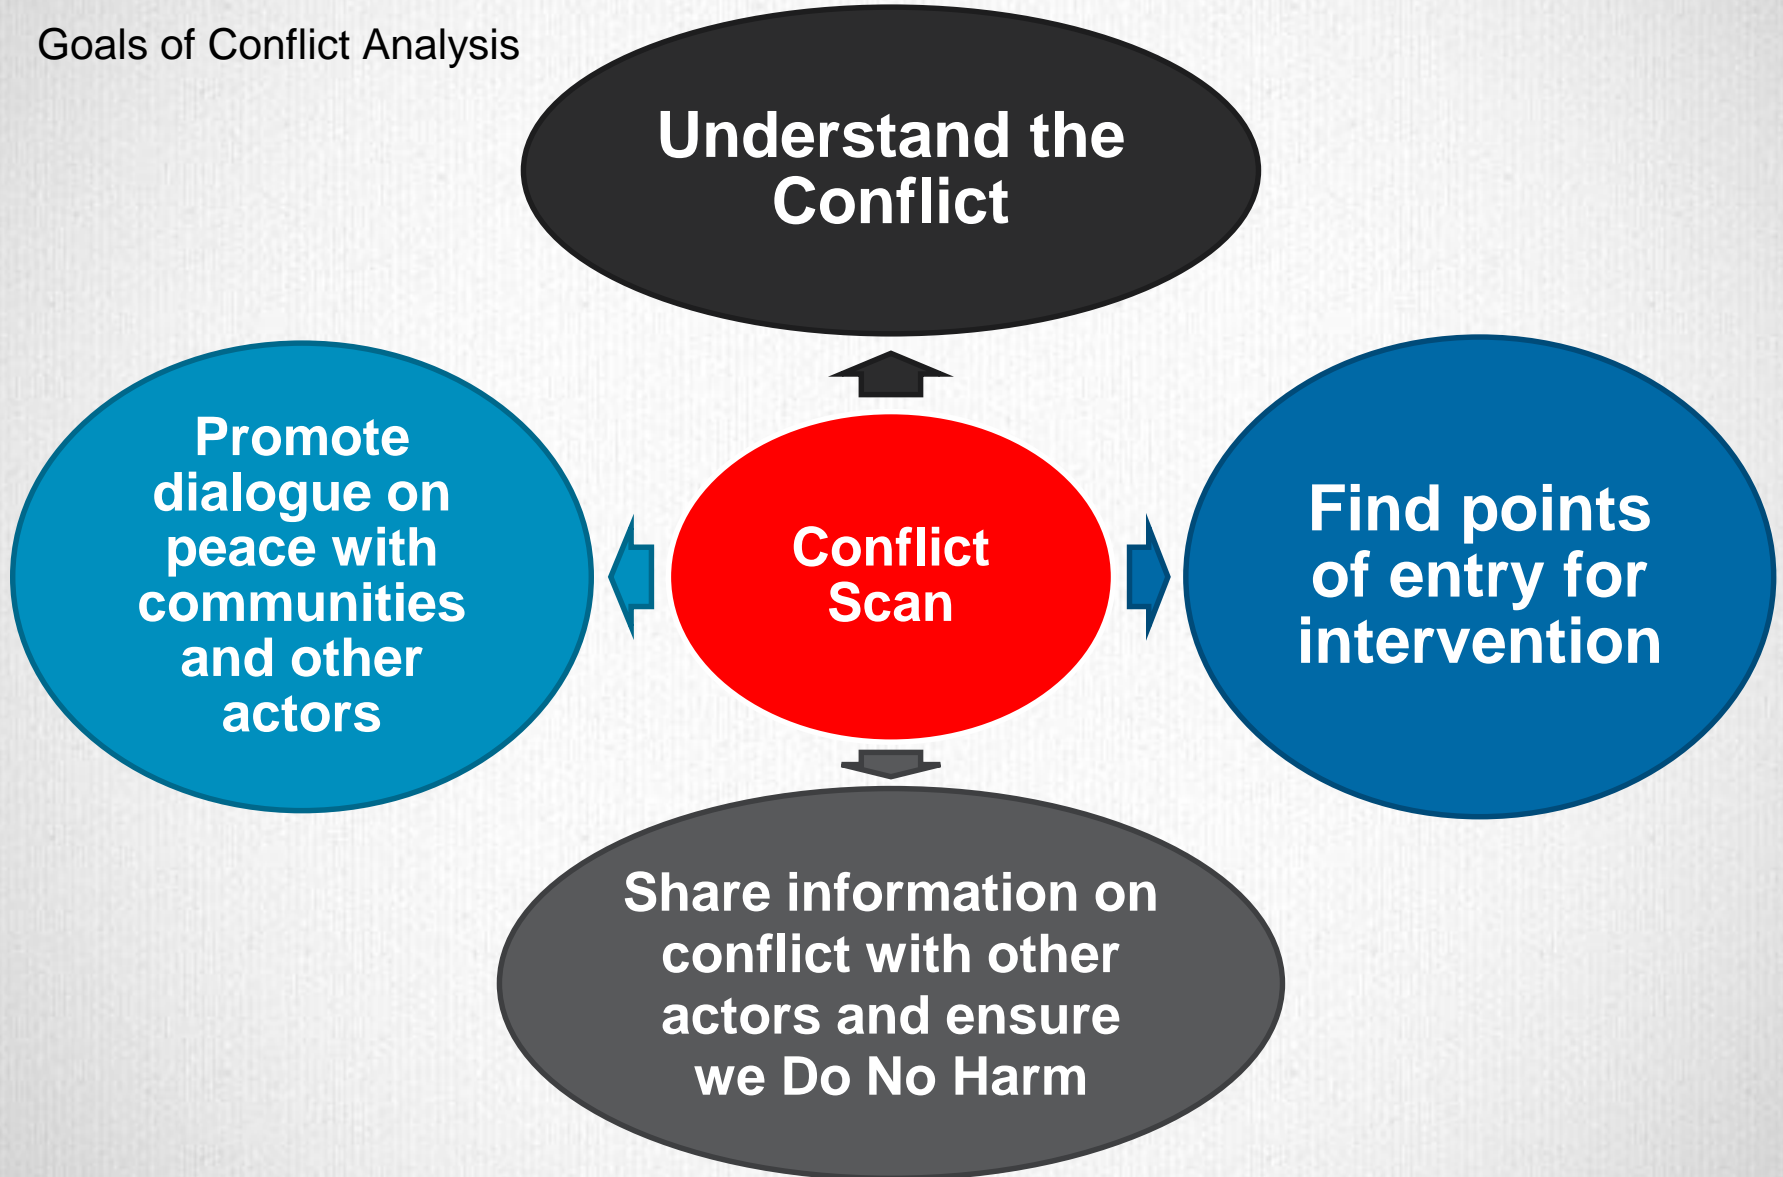 Goals of Conflict Analysis
Understand the
Conflict
Promote
dialogue on
peace with
communities
and other
actors
Conflict
Scan
Find points
of entry for
intervention
Share information on
conflict with other
actors and ensure
we Do No Harm